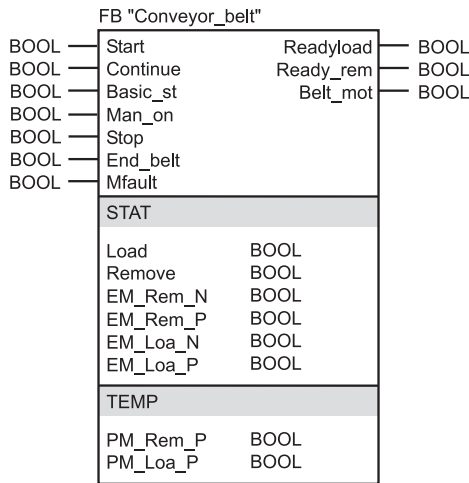 FB "Conveyor_belt"
BOOL Start Readyload BOOL
BOOL Continue Ready_rem BOOL
BOOL Basic_st Belt_mot BOOL
BOOL Man_on
BOOL Stop
BOOL End_belt
BOOL Mfault
STAT
Load BOOL
Remove BOOL
EM_Rem_N BOOL
EM_Rem_P BOOL
EM_Loa_N BOOL
EM_Loa_P BOOL
TEMP
PM_Rem_P BOOL
PM_Loa_P BOOL